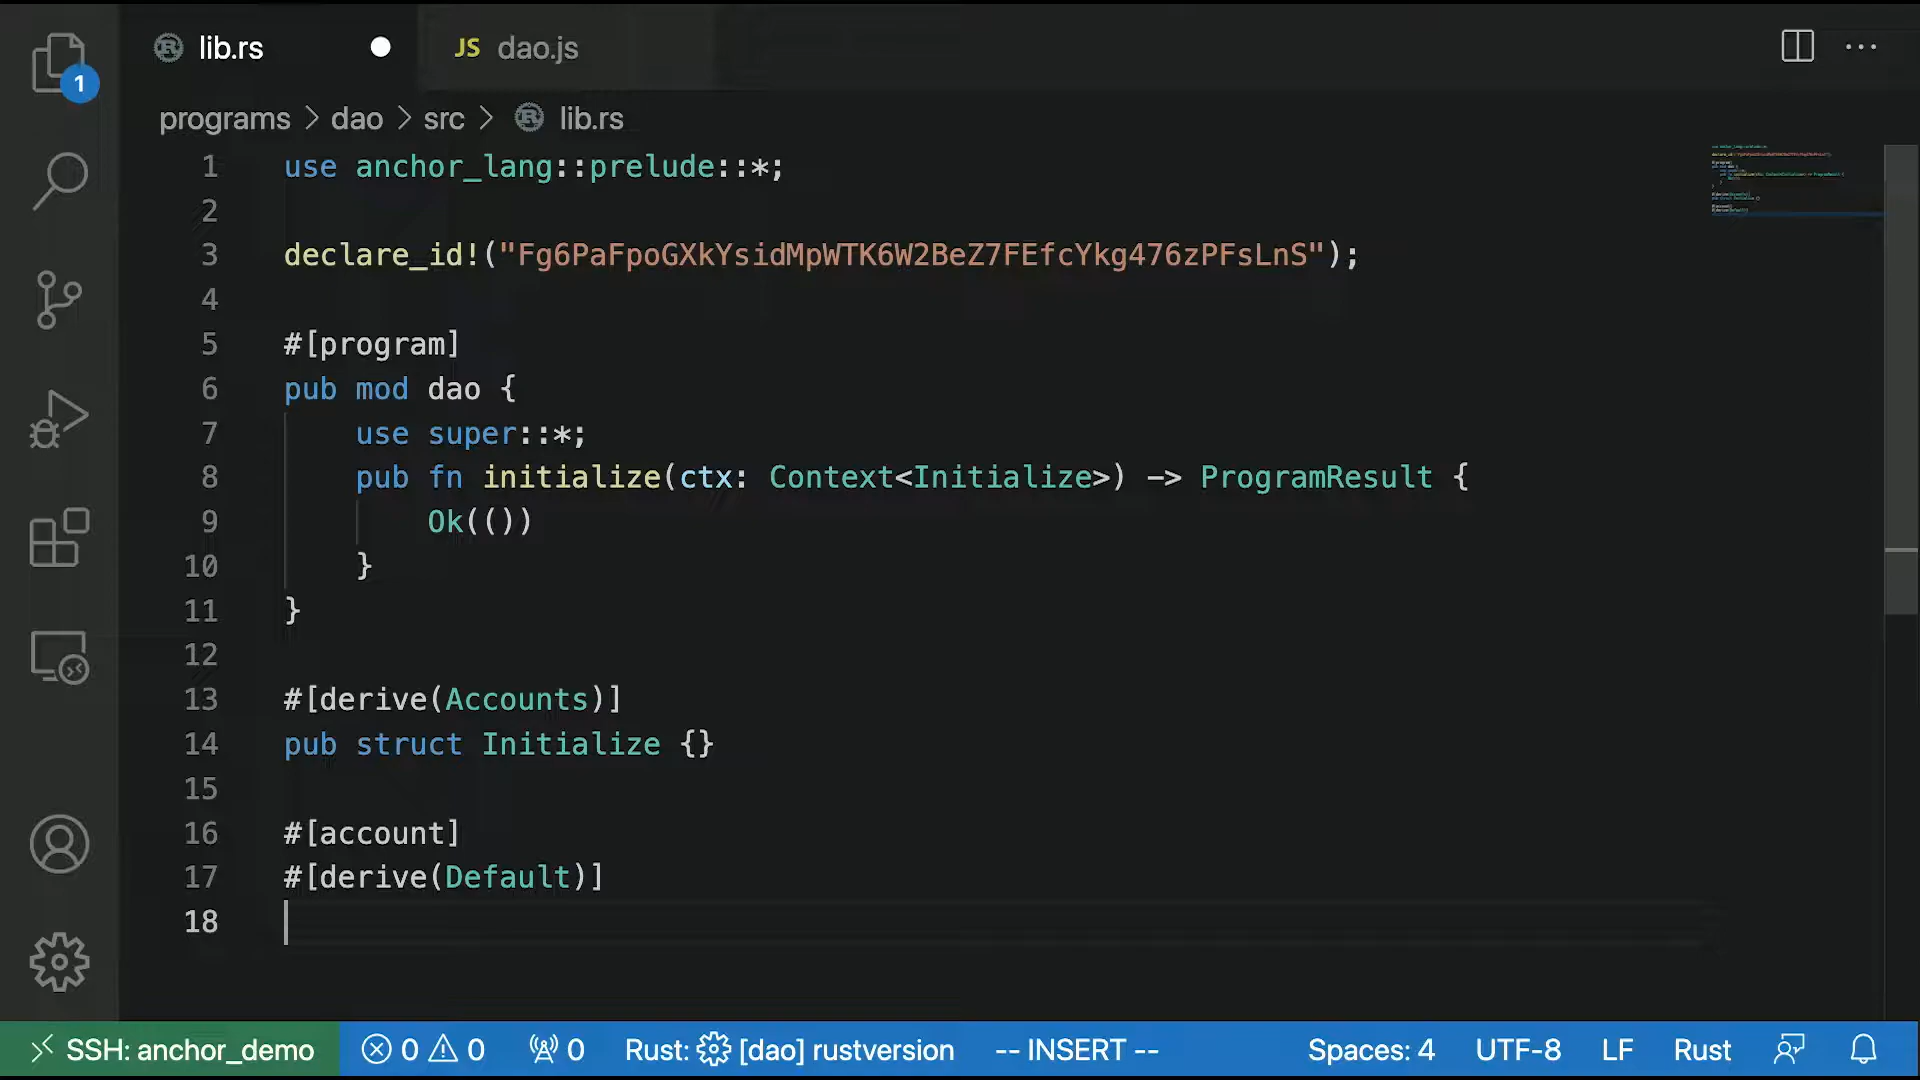 lib.rs
JS dao.js
1
programs > dao > src > lib.rs
1 use anchor_lang::prelude::*;
2
3 declare_id!("Fg6PaFpoGXkYsidMpWTK6W2BeZ7FEfcYkg476zPFsLnS");
4
5 #[program]
6 pub mod dao {
7 use super::*;
8 pub fn initialize(ctx: Context<Initialize>) -> ProgramResult {
9 Ok(())
10 }
11 }
12
13 #[derive(Accounts)]
14 pub struct Initialize {}
15
16 #[account]
17 #[derive(Default)]
18
SSH: anchor_demo 0 0 0 Rust: [dao] rustversion -- INSERT -- Spaces: 4 UTF-8 LF Rust